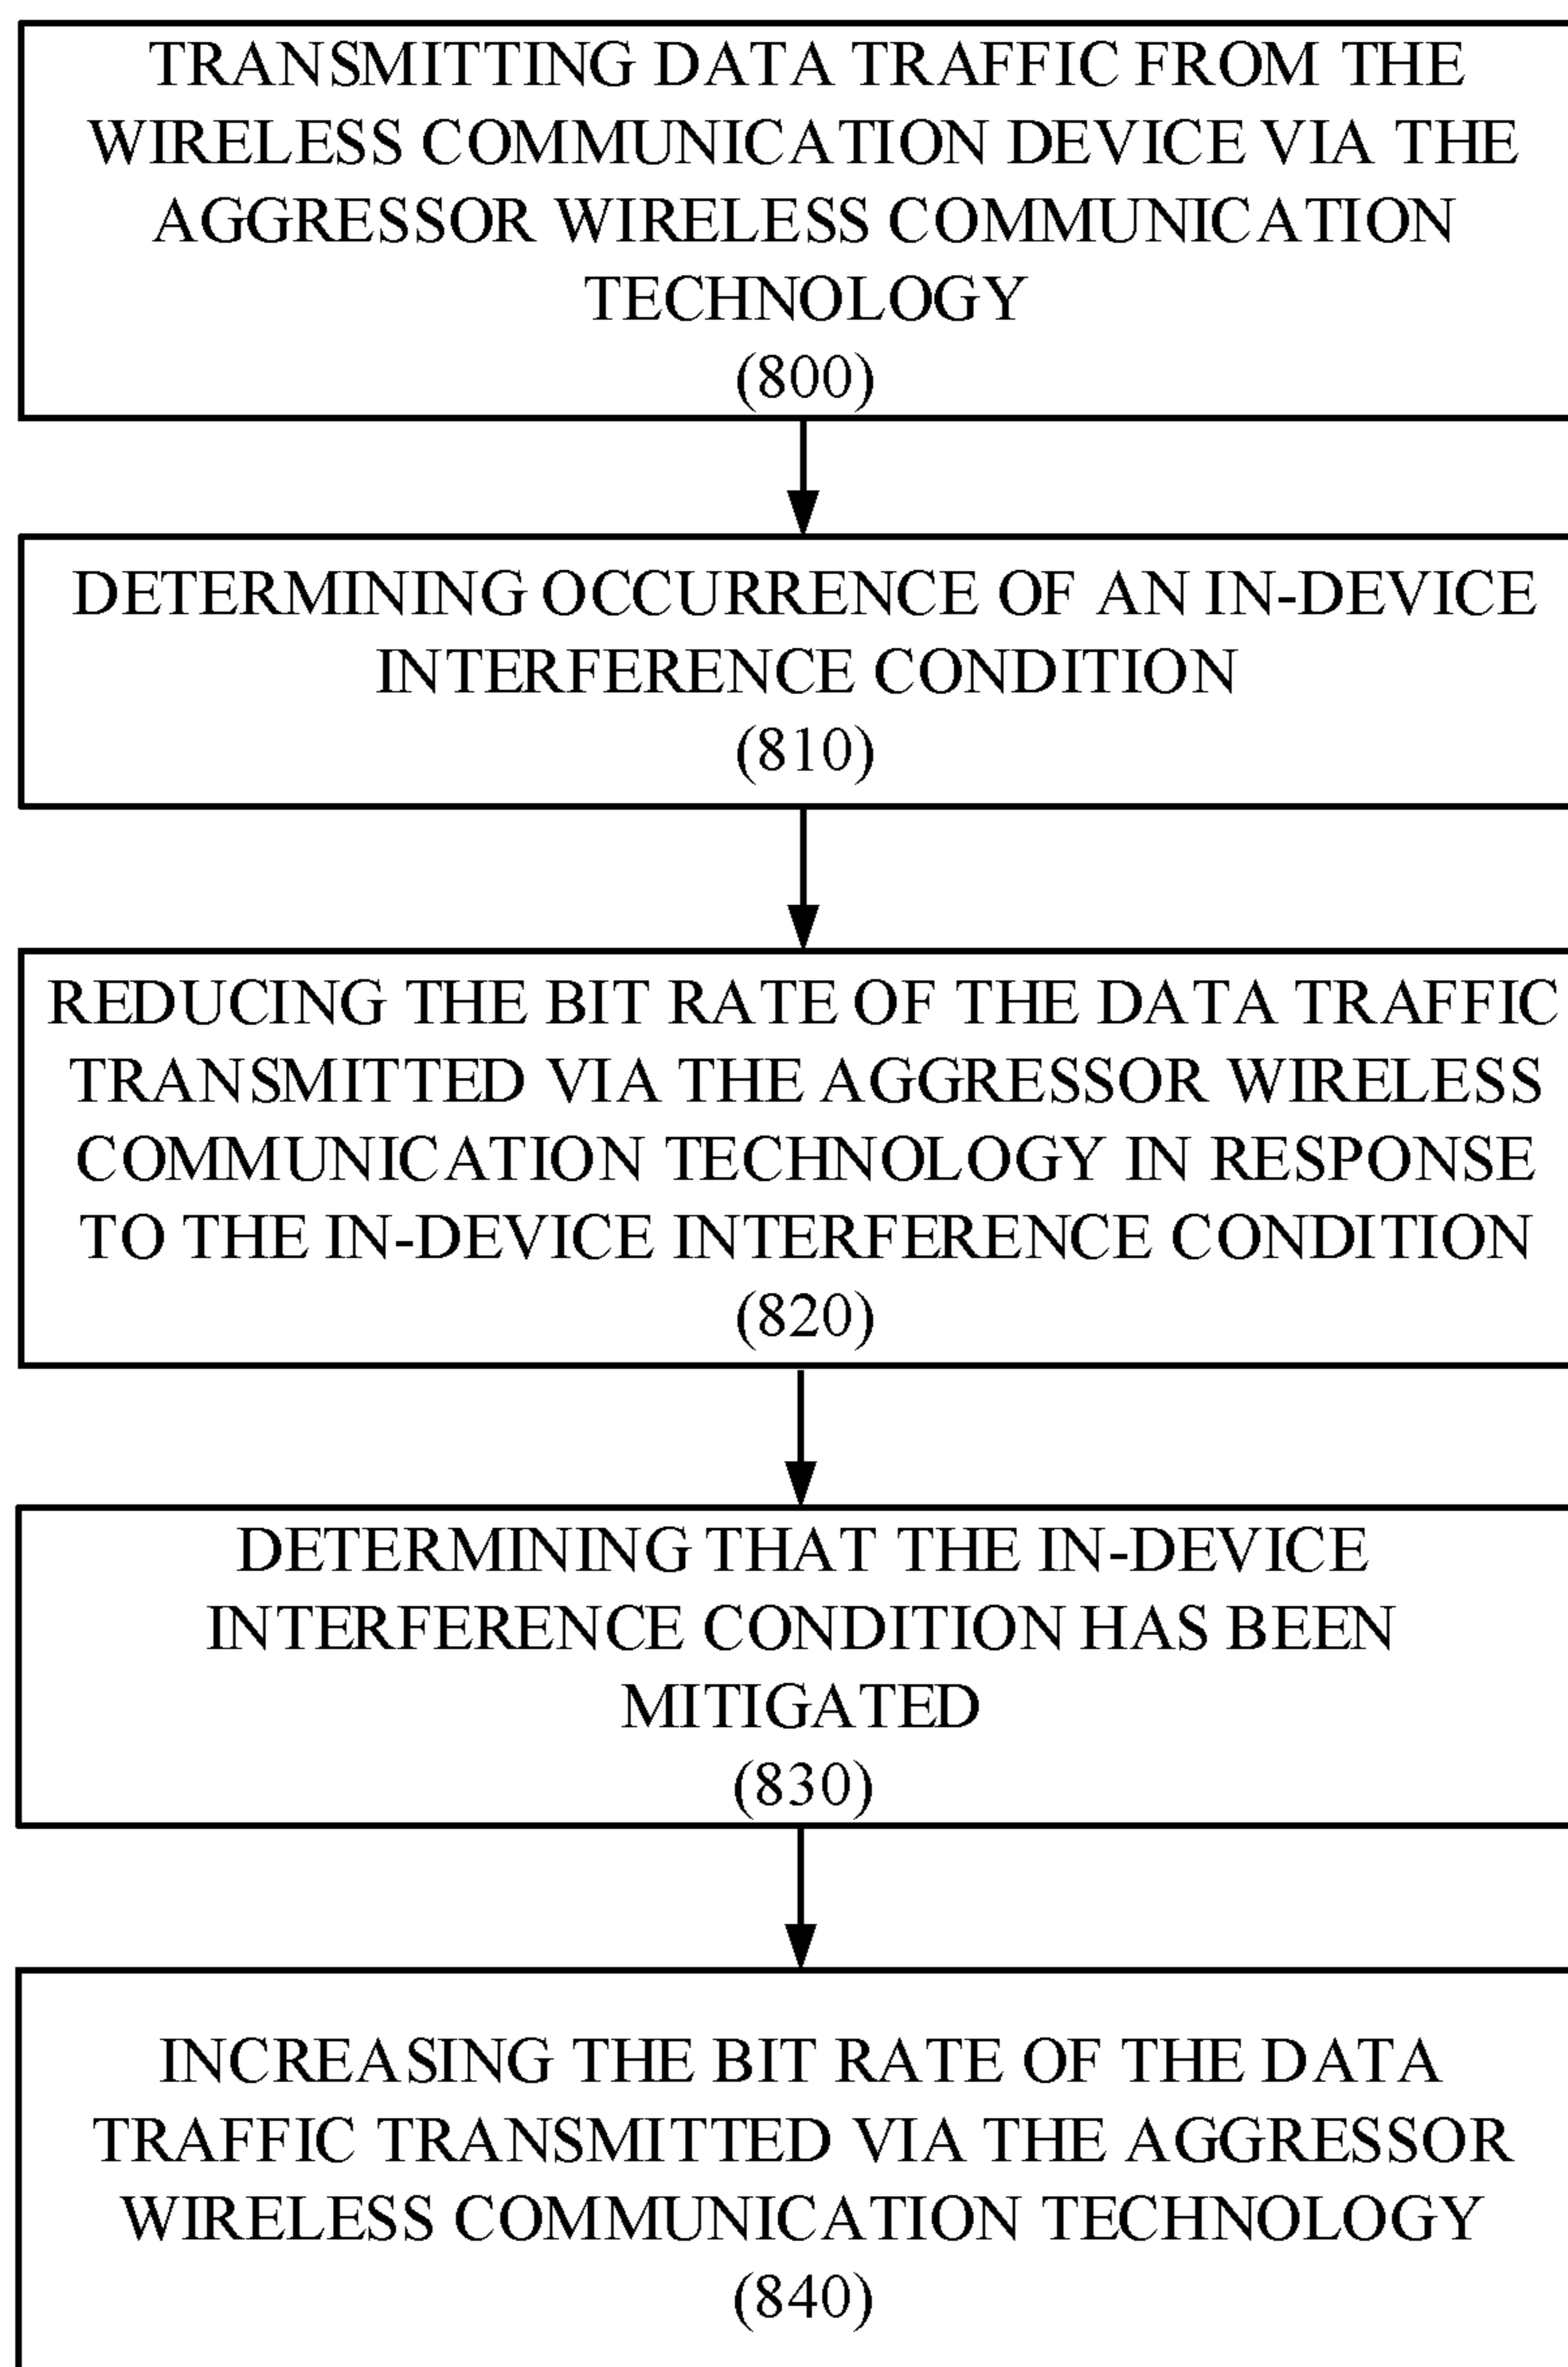 TRANSMITTING DATA TRAFFIC FROM THE
WIRELESS COMMUNICATION DEVICE VIA THE
AGGRESSOR WIRELESS COMMUNICATION
TECHNOLOGY
(800)
DETERMINING OCCURRENCE OF AN IN-DEVICE
INTERFERENCE CONDITION
(810)
REDUCING THE BIT RATE OF THE DATA TRAFFIC
TRANSMITTED VIA THE AGGRESSOR WIRELESS
COMMUNICATION TECHNOLOGY IN RESPONSE
TO THE IN-DEVICE INTERFERENCE CONDITION
(820)
DETERMINING THAT THE IN-DEVICE
INTERFERENCE CONDITION HAS BEEN
MITIGATED
(830)
INCREASING THE BIT RATE OF THE DATA
TRAFFIC TRANSMITTED VIA THE AGGRESSOR
WIRELESS COMMUNICATION TECHNOLOGY
(840)